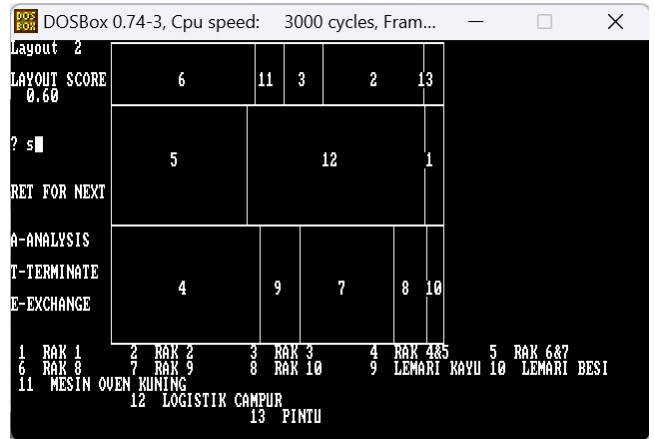 DOSBox 0.74-3, Cpu speed: 3000 cycles, Fram...
Layout 2
LAYOUT SCORE
0.60
? s
RET FOR NEXT
A-ANALYSIS
T-TERMINATE
E-EXCHANGE
6 11 3 2 13
5 12 1
4 9 7 8 10
1 RAK 1 2 RAK 2 3 RAK 3 4 RAK 4&5 5 RAK 6&7
6 RAK 8 7 RAK 9 8 RAK 10 9 LEMARI KAYU 10 LEMARI BESI
11 MESIN OVEN KUNING
12 LOGISTIK CAMPUR
13 PINTU